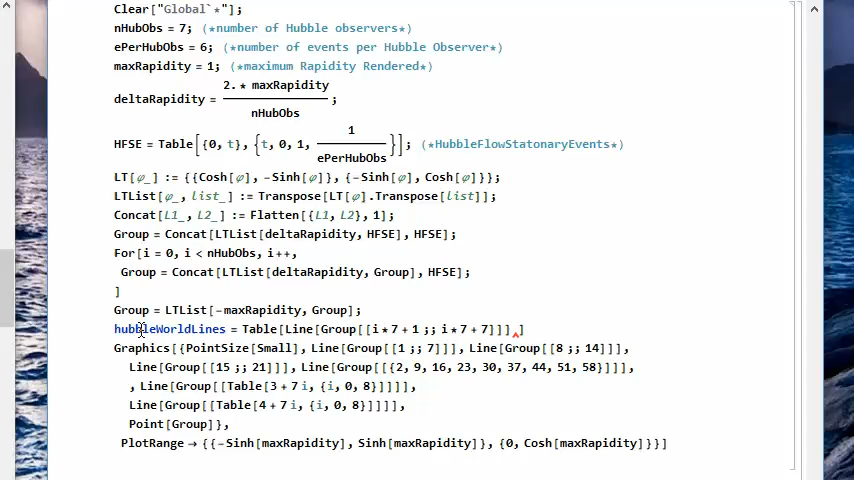 Clear["Global`*"];
nHubObs = 7; (*number of Hubble observers*)
ePerHubObs = 6; (*number of events per Hubble Observer*)
maxRapidity = 1; (*maximum Rapidity Rendered*)
deltaRapidity = 2.* maxRapidity / nHubObs ;
HFSE = Table[{0, t}, {t, 0, 1, 1 / ePerHubObs}]; (*HubbleFlowStatonaryEvents*)
LT[φ_] := {{Cosh[φ], -Sinh[φ]}, {-Sinh[φ], Cosh[φ]}};
LTList[φ_, list_] := Transpose[LT[φ].Transpose[list]];
Concat[L1_, L2_] := Flatten[{L1, L2}, 1];
Group = Concat[LTList[deltaRapidity, HFSE], HFSE];
For[i = 0, i < nHubObs, i++,
Group = Concat[LTList[deltaRapidity, Group], HFSE];
]
Group = LTList[-maxRapidity, Group];
hubbleWorldLines = Table[Line[Group[[i*7+1 ;; i*7+7]]], ]
Graphics[{PointSize[Small], Line[Group[[1 ;; 7]]], Line[Group[[8 ;; 14]]],
Line[Group[[15 ;; 21]]], Line[Group[[{2, 9, 16, 23, 30, 37, 44, 51, 58}]]],
, Line[Group[[Table[3 + 7 i, {i, 0, 8}]]]],
Line[Group[[Table[4 + 7 i, {i, 0, 8}]]]],
Point[Group]},
PlotRange → {{-Sinh[maxRapidity], Sinh[maxRapidity]}, {0, Cosh[maxRapidity]}}]